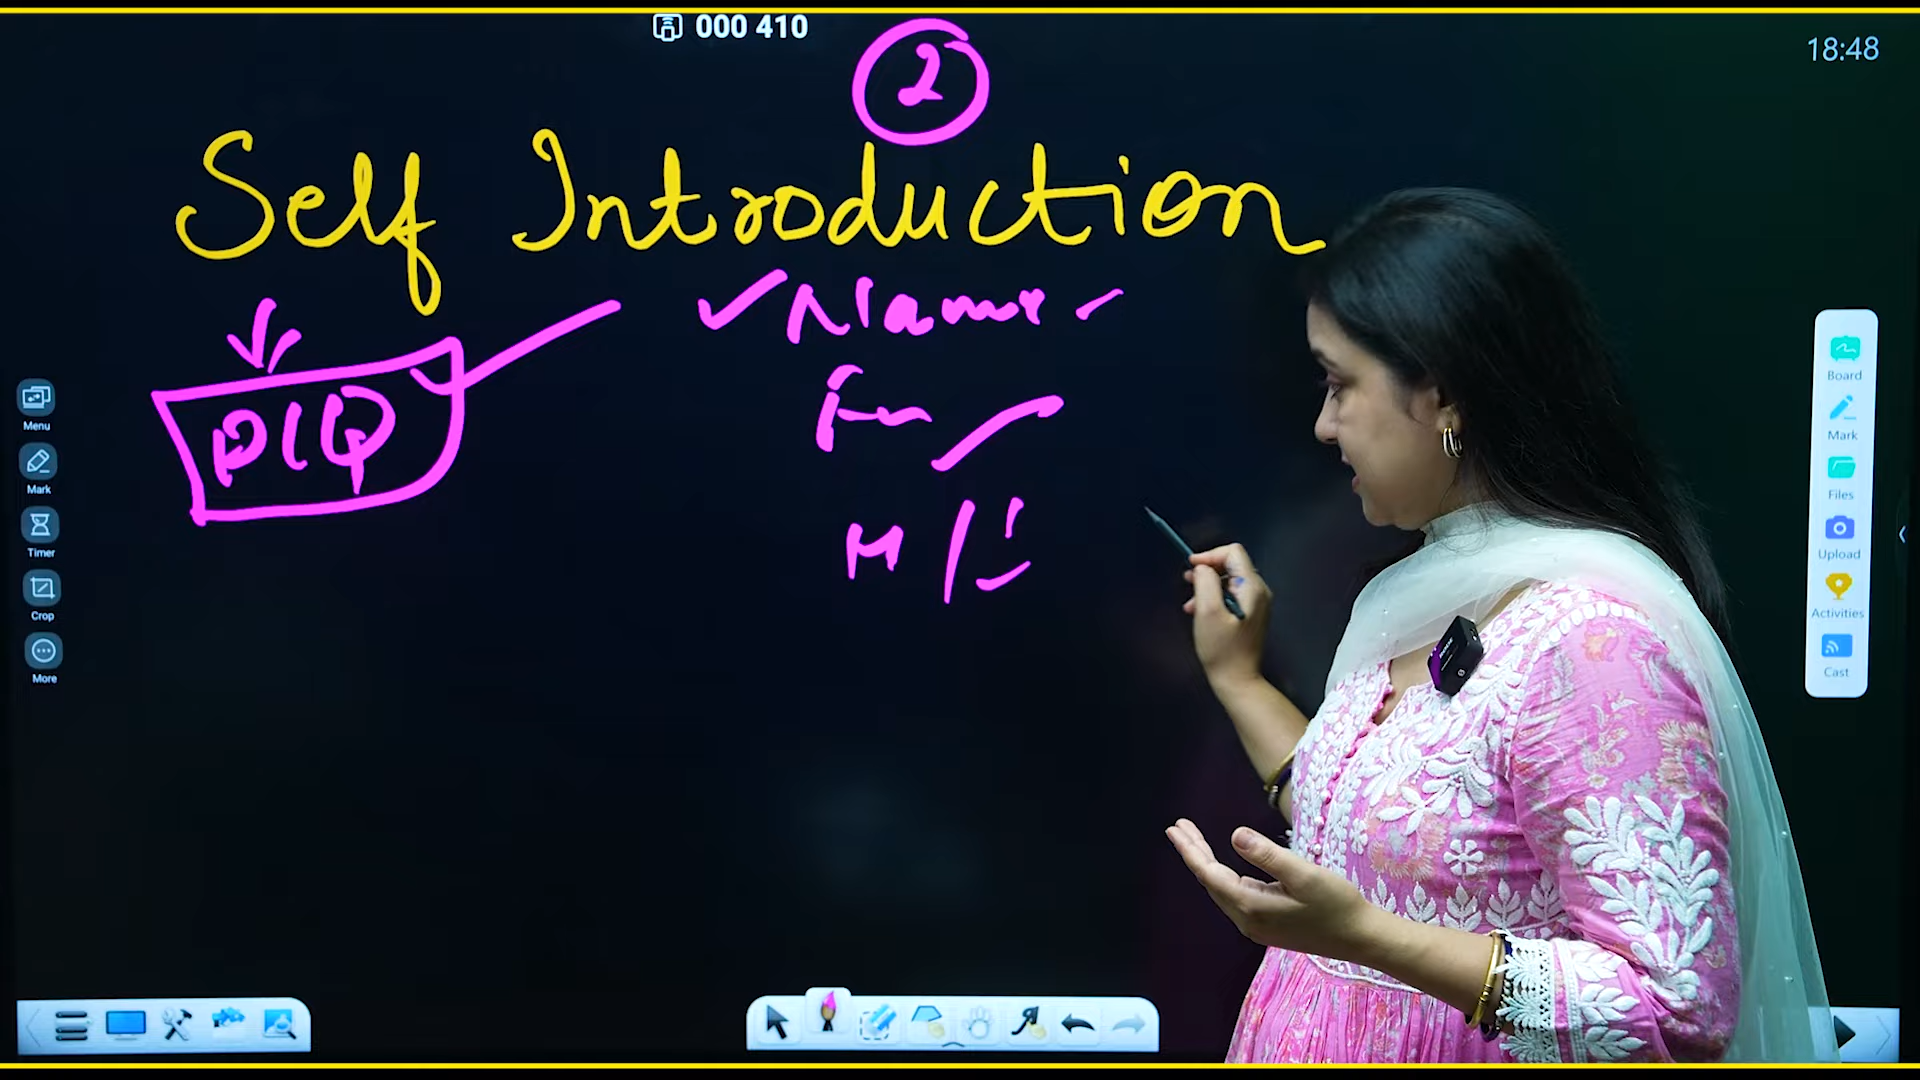 000 410
18:48
2
Self Introduction
Name
PIQ
Menu
Mark
Timer
Crop
More
Board
Mark
Files
Upload
Activities
Cast